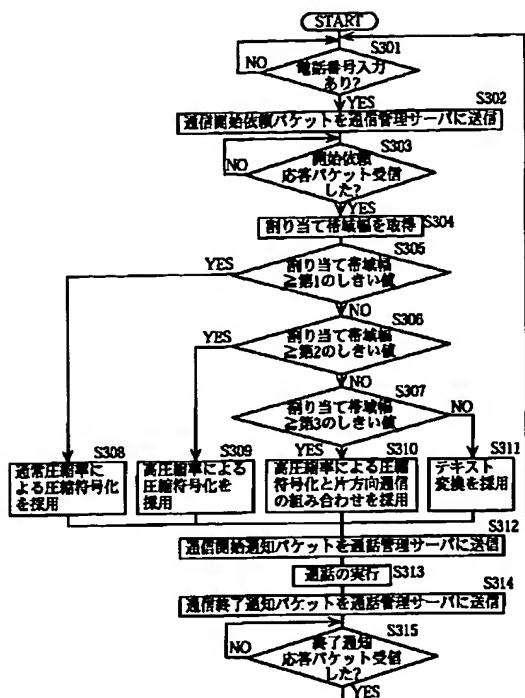 START
S301
NO
電話番号入力
あり?
YES
S302
通信開始依頼パケットを通信管理サーバに送信
S303
NO
開始依頼
応答パケット受信
した?
YES
S304
割り当て帯域幅を取得
S305
YES
割り当て帯域幅
≧第1のしきい値
NO
S306
YES
割り当て帯域幅
≧第2のしきい値
NO
S307
割り当て帯域幅
≧第3のしきい値
NO
YES
S308
通常圧縮率に
よる圧縮符号化
を採用
S309
高圧縮率による
圧縮符号化を
採用
S310
高圧縮率による圧縮
符号化と片方向通信
の組み合わせを採用
S311
テキスト
変換を採用
S312
通信開始通知パケットを通話管理サーバに送信
通話の実行
S313
S314
通信終了通知パケットを通話管理サーバに送信
S315
NO
終了通知
応答パケット受信
した?
YES